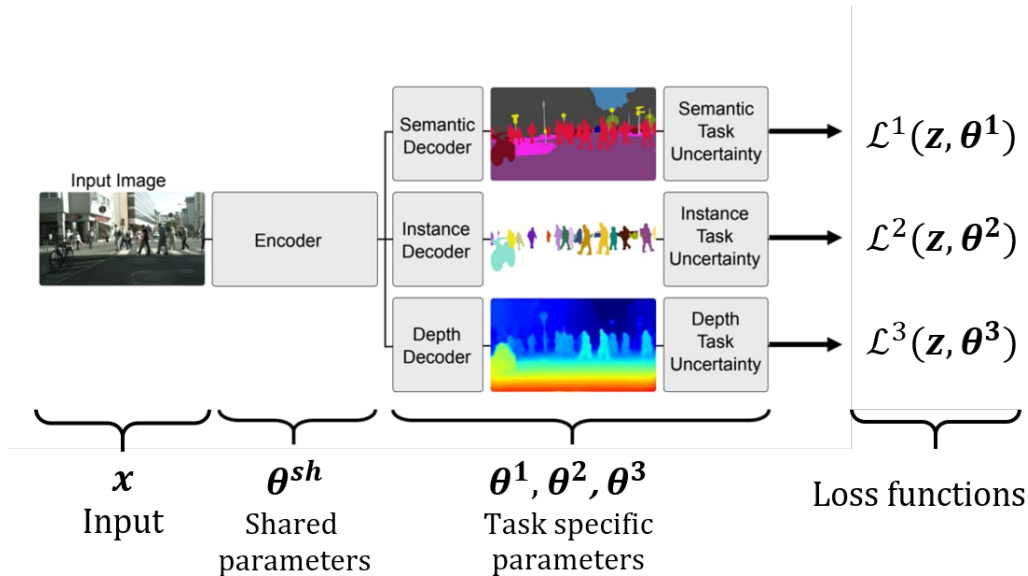 Input Image
Encoder
Semantic
Decoder
Semantic
Task
Uncertainty
ℒ¹(𝒛, 𝜽¹)
Instance
Decoder
Instance
Task
Uncertainty
ℒ²(𝒛, 𝜽²)
Depth
Decoder
Depth
Task
Uncertainty
ℒ³(𝒛, 𝜽³)
𝒙
Input
𝜽ˢʰ
Shared
parameters
𝜽¹, 𝜽², 𝜽³
Task specific
parameters
Loss functions